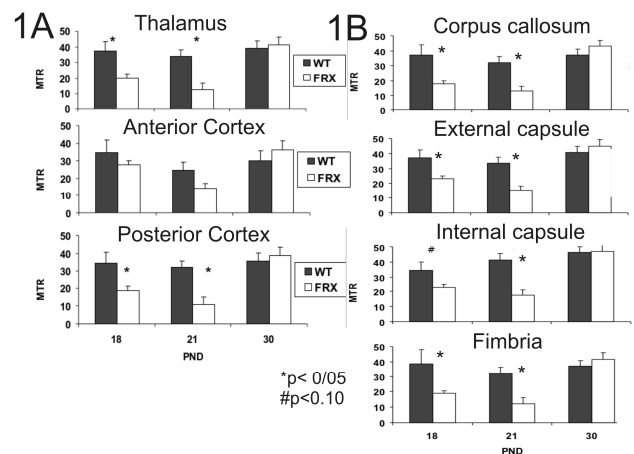 1A
Thalamus
50
40
30
20
10
0
MTR
*
*
WT
FRX
Anterior Cortex
50
40
30
20
10
0
MTR
WT
FRX
Posterior Cortex
50
40
30
20
10
0
MTR
*
*
WT
FRX
18 21 30
PND
*p< 0/05
#p<0.10
1B
Corpus callosum
50
40
30
20
10
0
MTR
*
*
External capsule
50
40
30
20
10
0
MTR
*
*
Internal capsule
50
40
30
20
10
0
MTR
#
*
Fimbria
50
40
30
20
10
0
MTR
*
*
18 21 30
PND